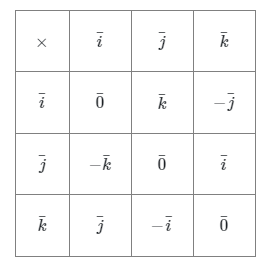 × i̅ j̅ k̅
i̅ 0̅ k̅ −j̅
j̅ −k̅ 0̅ i̅
k̅ j̅ −i̅ 0̅